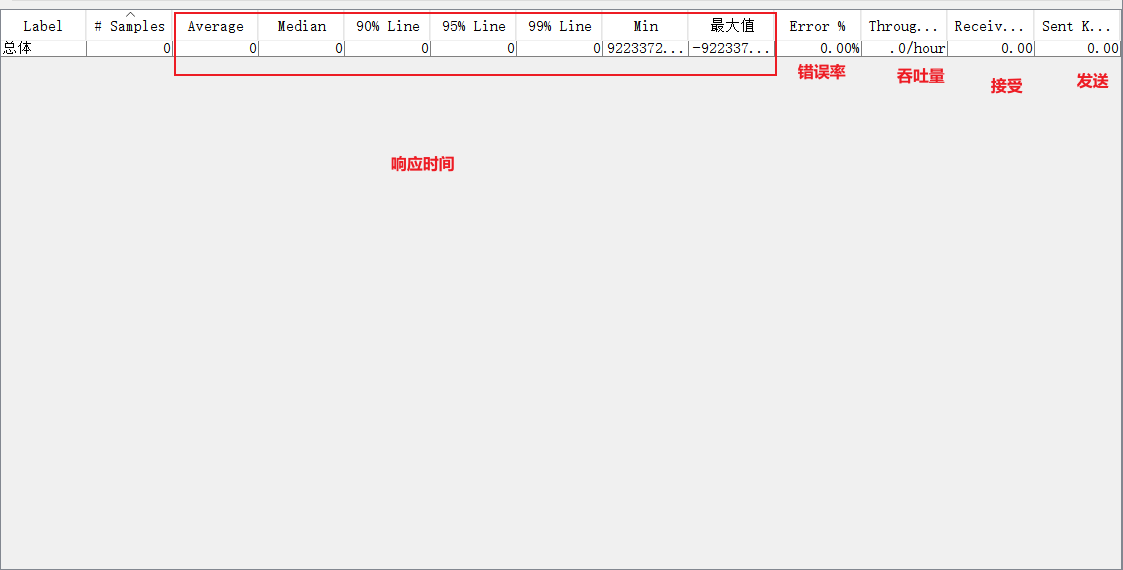 Label # Samples Average Median 90% Line 95% Line 99% Line Min 最大值 Error % Throug... Receiv... Sent K...
总体 0 0 0 0 0 0 9223372... -922337... 0.00% .0/hour 0.00 0.00
错误率 吞吐量 接受 发送
响应时间